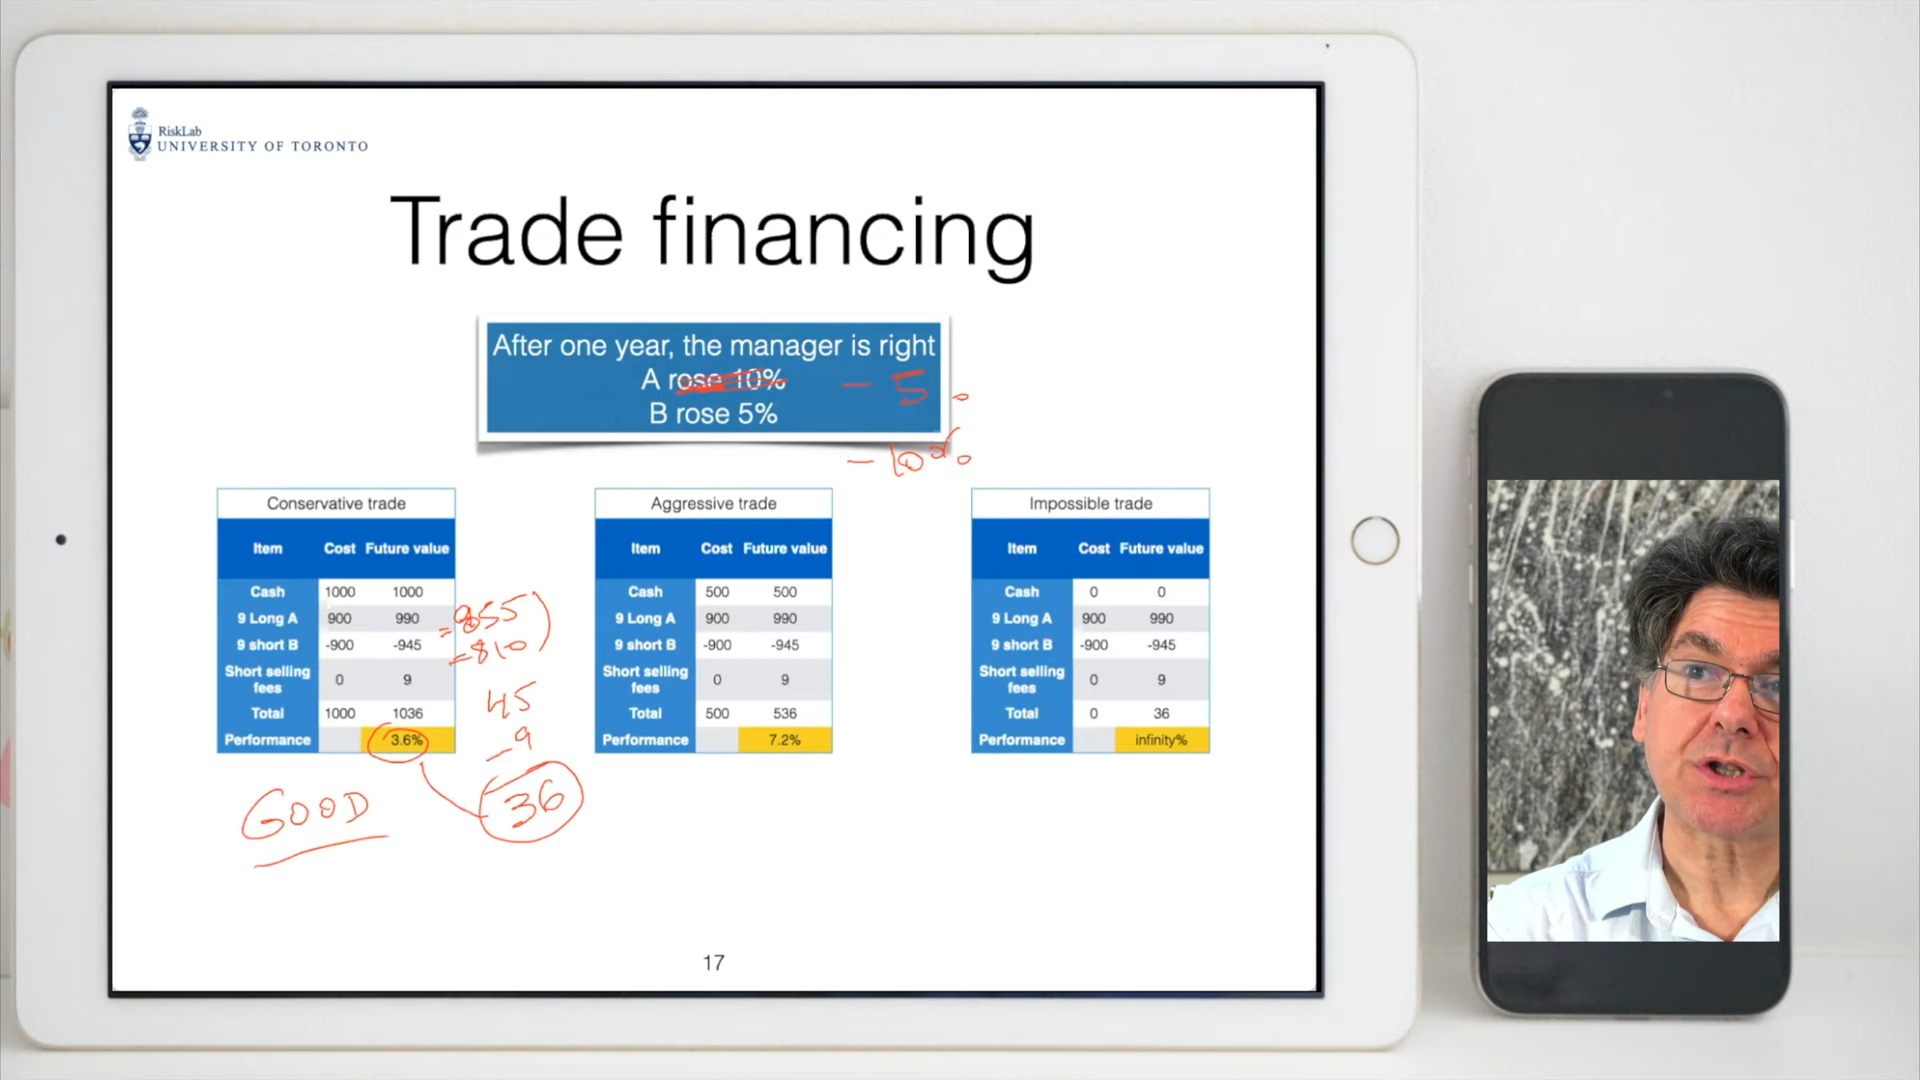 RiskLab
UNIVERSITY OF TORONTO
Trade financing
After one year, the manager is right
A rose 10% - 5 %
B rose 5%
- 10%
Conservative trade
Item Cost Future value
Cash 1000 1000
9 Long A 900 990 = 855
9 short B -900 -945 = 810
Short selling fees 0 9
45
Total 1000 1036
- 9
Performance 3.6%
36
GOOD
Aggressive trade
Item Cost Future value
Cash 500 500
9 Long A 900 990
9 short B -900 -945
Short selling fees 0 9
Total 500 536
Performance 7.2%
Impossible trade
Item Cost Future value
Cash 0 0
9 Long A 900 990
9 short B -900 -945
Short selling fees 0 9
Total 0 36
Performance infinity%
17